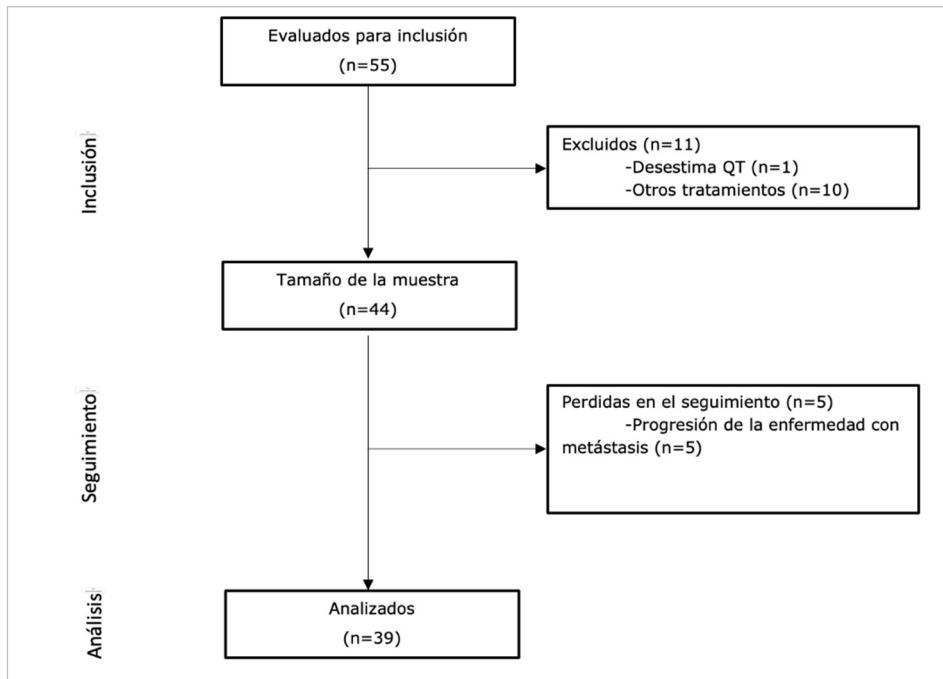 Evaluados para inclusión
(n=55)
Inclusión
Excluidos (n=11)
-Desestima QT (n=1)
-Otros tratamientos (n=10)
Tamaño de la muestra
(n=44)
Seguimiento
Perdidas en el seguimiento (n=5)
-Progresión de la enfermedad con
metástasis (n=5)
Análisis
Analizados
(n=39)